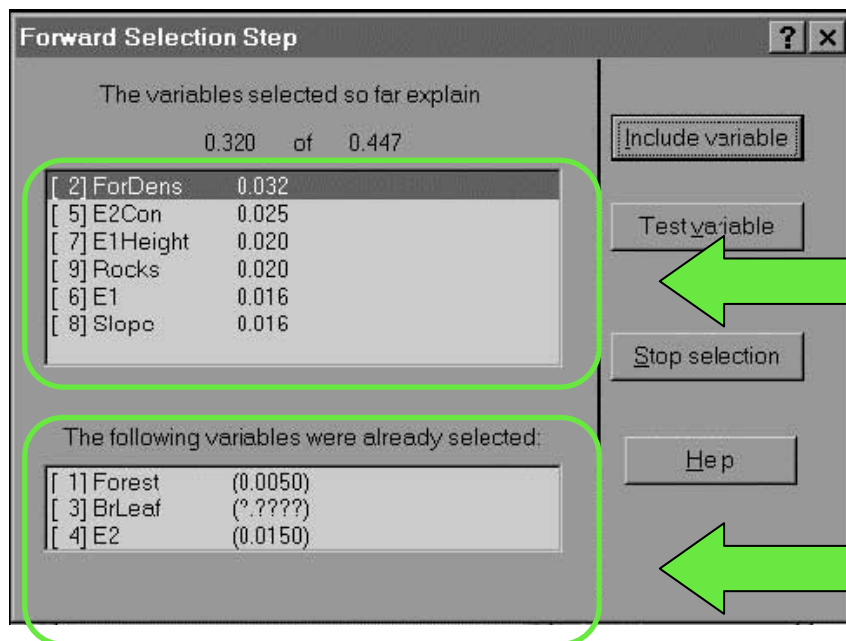 Forward Selection Step
? ×
The variables selected so far explain
0.320 of 0.447
[ 2] ForDens 0.032
[ 5] E2Con 0.025
[ 7] E1Height 0.020
[ 9] Rocks 0.020
[ 6] E1 0.016
[ 8] Slope 0.016
The following variables were already selected:
[ 1] Forest (0.0050)
[ 3] BrLeaf (?.????)
[ 4] E2 (0.0150)
Include variable
Test variable
Stop selection
Help